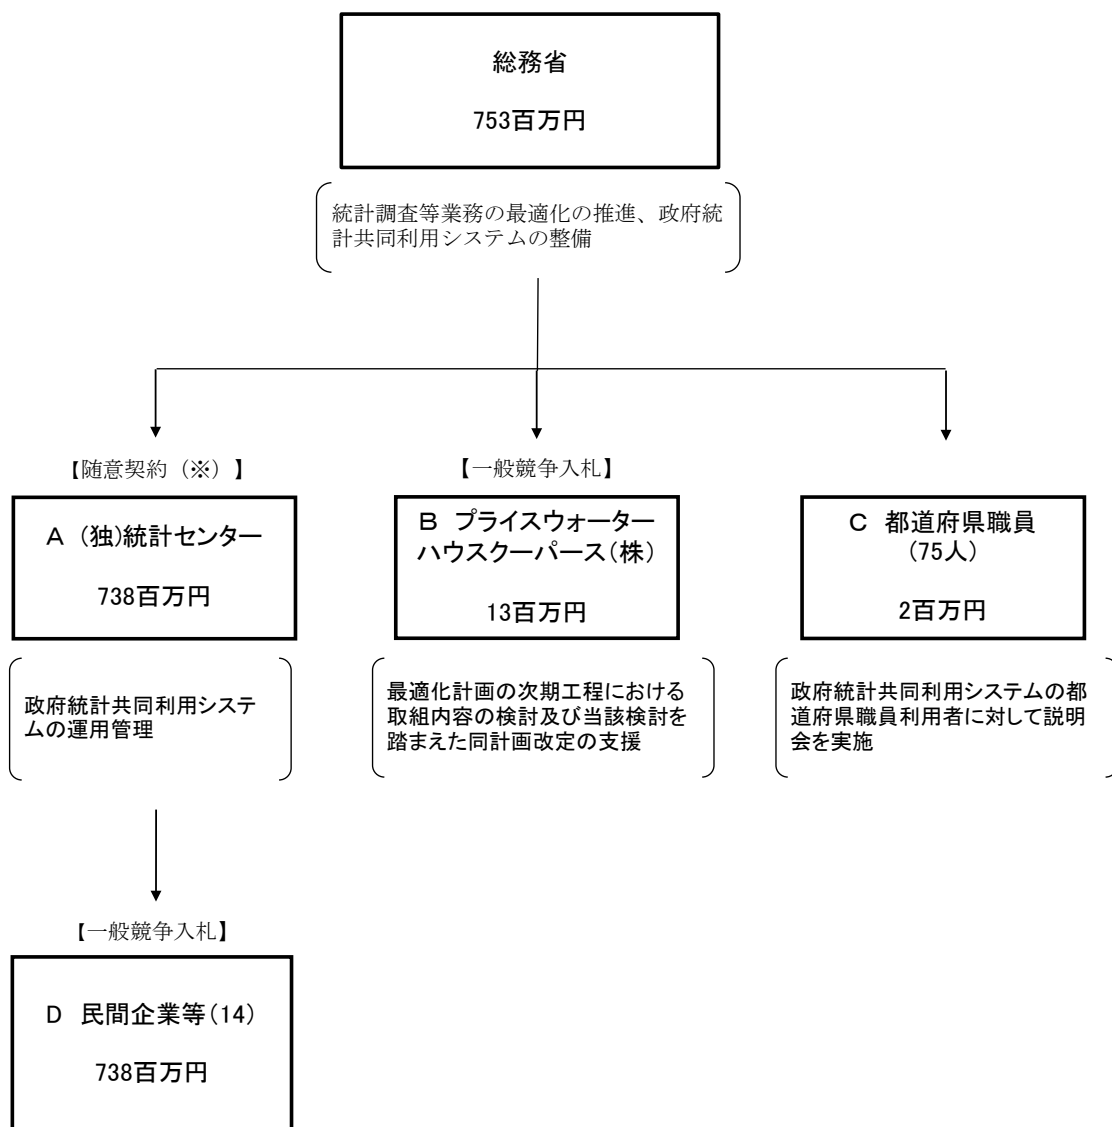 総務省
753百万円
統計調査等業務の最適化の推進、政府統
計共同利用システムの整備
【随意契約（※）】
A (独)統計センター
738百万円
政府統計共同利用システ
ムの運用管理
【一般競争入札】
B プライスウォーター
ハウスクーパース(株)
13百万円
最適化計画の次期工程における
取組内容の検討及び当該検討を
踏まえた同計画改定の支援
C 都道府県職員
(75人)
2百万円
政府統計共同利用システムの都
道府県職員利用者に対して説明
会を実施
【一般競争入札】
D 民間企業等(14)
738百万円